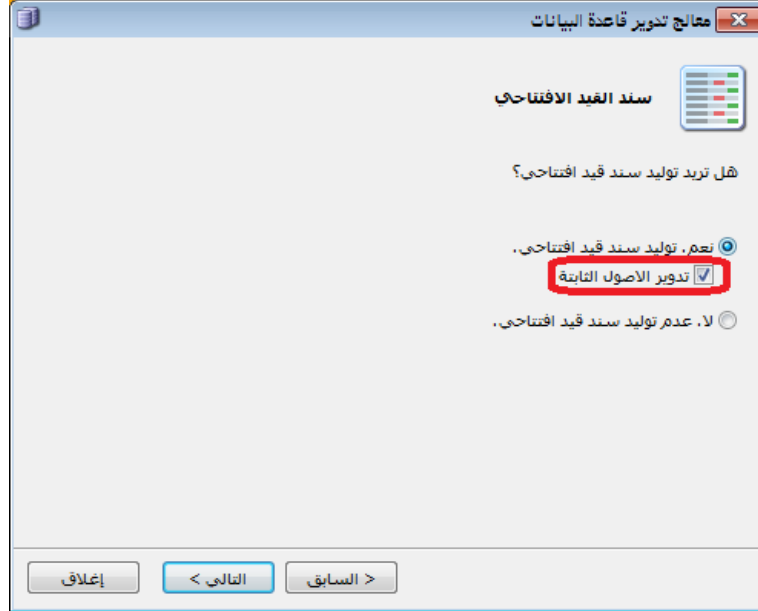 معالج تدوير قاعدة البيانات
سند القيد الافتتاحي
هل تريد توليد سند قيد افتتاحي؟
نعم، توليد سند قيد افتتاحي.
تدوير الاصول الثابتة
لا، عدم توليد سند قيد افتتاحي.
< السابق
التالي >
إغلاق